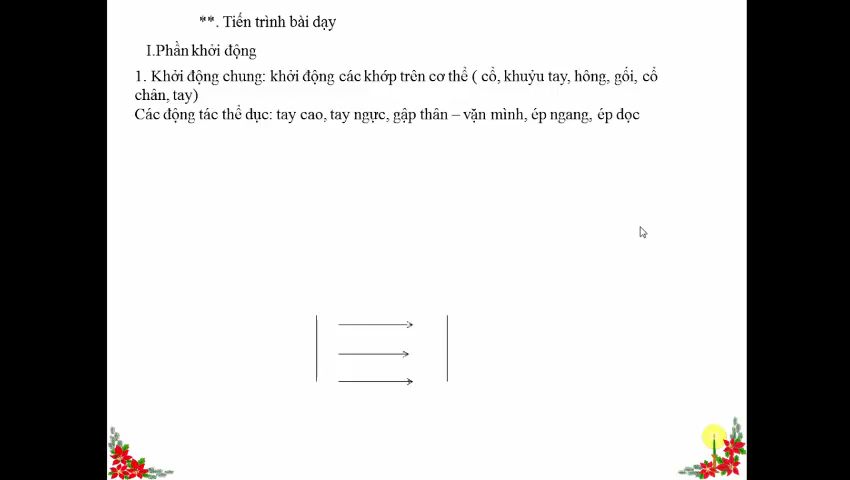 **. Tiến trình bài dạy
I.Phần khởi động
1. Khởi động chung: khởi động các khớp trên cơ thể ( cổ, khuỷu tay, hông, gối, cổ
chân, tay)
Các động tác thể dục: tay cao, tay ngực, gập thân – vặn mình, ép ngang, ép dọc